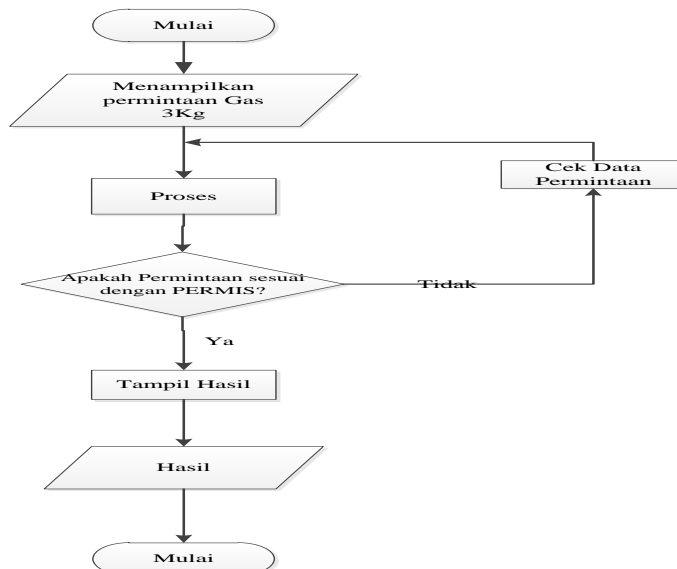 Mulai
Menampilkan
permintaan Gas
3Kg
Cek Data
Permintaan
Proses
Apakah Permintaan sesuai
dengan PERMIS?
Tidak
Ya
Tampil Hasil
Hasil
Mulai